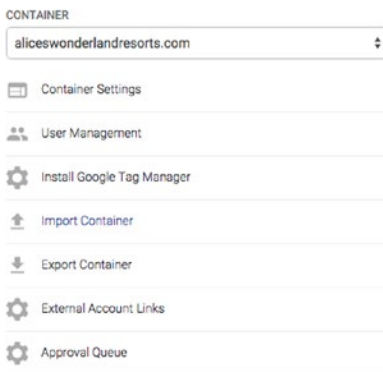 CONTAINER
aliceswonderlandresorts.com
Container Settings
User Management
Install Google Tag Manager
Import Container
Export Container
External Account Links
Approval Queue